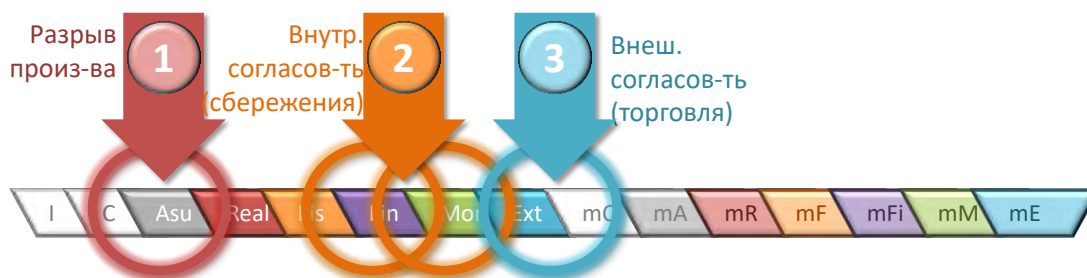 Разрыв
произ-ва
1
Внутр.
согласов-ть
(сбережения)
2
3
Внеш.
согласов-ть
(торговля)
I C Asu Real Fis Fin Mon Ext mC mA mR mF mFi mM mE